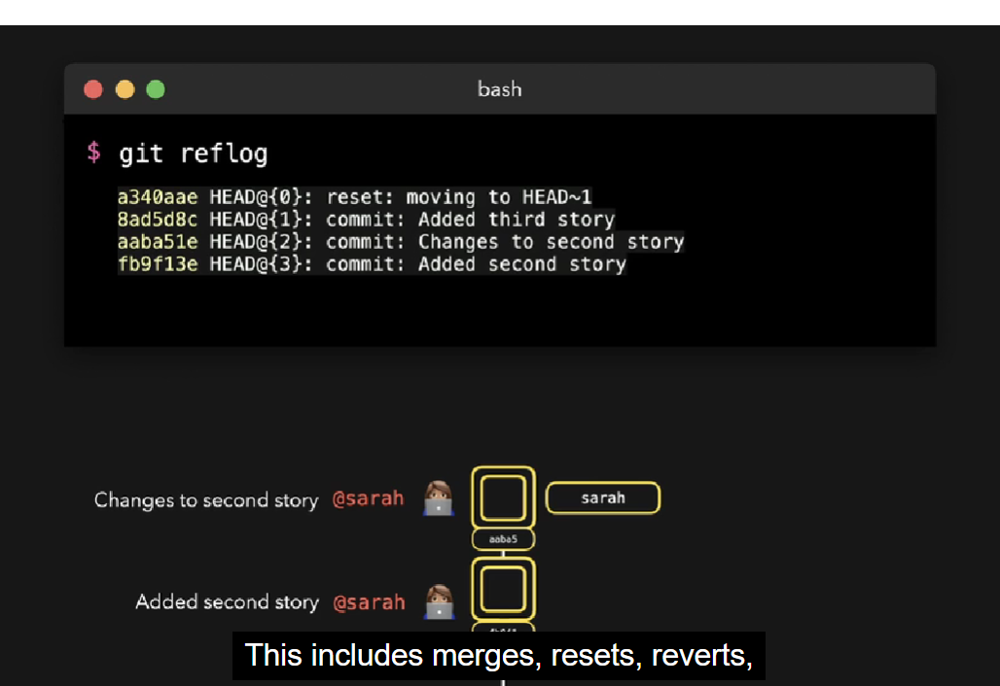 bash
$ git reflog
a340aae HEAD@{0}: reset: moving to HEAD~1
8ad5d8c HEAD@{1}: commit: Added third story
aaba51e HEAD@{2}: commit: Changes to second story
fb9f13e HEAD@{3}: commit: Added second story
Changes to second story @sarah sarah
aaba5
Added second story @sarah
This includes merges, resets, reverts,